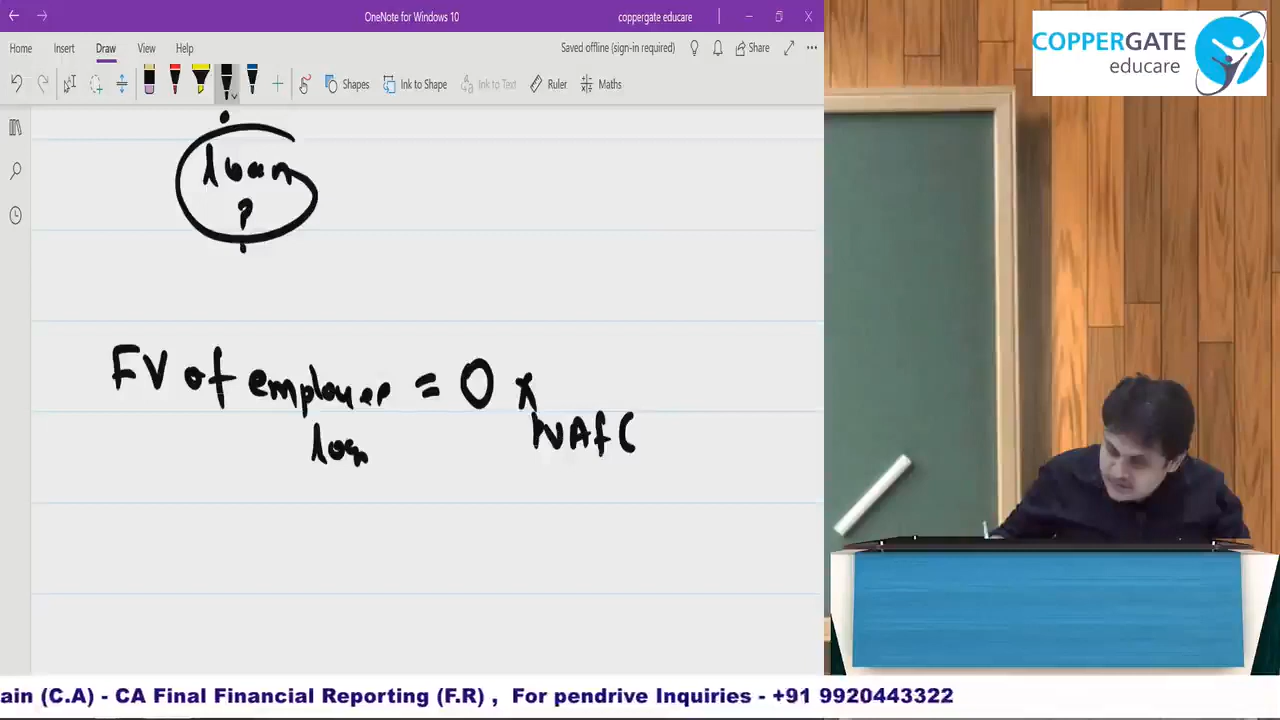 OneNote for Windows 10
coppergate educare
Home Insert Draw View Help
Saved offline (sign-in required)
Share
Shapes
Ink to Shape
Ink to Text
Ruler
Maths
COPPERGATE
educare
loan
?
FV of employee = 0 x
loan
ain (C.A) - CA Final Financial Reporting (F.R) , For pendrive Inquiries - +91 9920443322